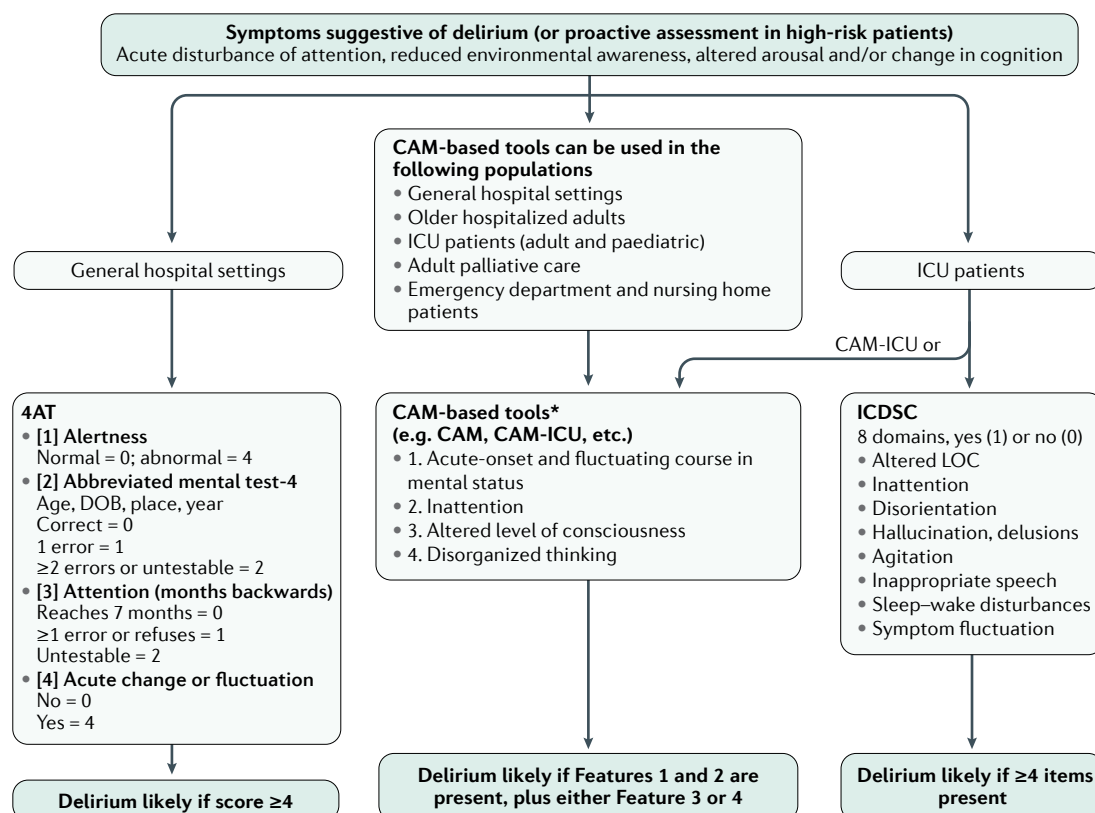 Symptoms suggestive of delirium (or proactive assessment in high-risk patients)
Acute disturbance of attention, reduced environmental awareness, altered arousal and/or change in cognition
CAM-based tools can be used in the
following populations
• General hospital settings
• Older hospitalized adults
• ICU patients (adult and paediatric)
• Adult palliative care
• Emergency department and nursing home
patients
General hospital settings
ICU patients
CAM-ICU or
4AT
• [1] Alertness
Normal = 0; abnormal = 4
• [2] Abbreviated mental test-4
Age, DOB, place, year
Correct = 0
1 error = 1
≥2 errors or untestable = 2
• [3] Attention (months backwards)
Reaches 7 months = 0
≥1 error or refuses = 1
Untestable = 2
• [4] Acute change or fluctuation
No = 0
Yes = 4
CAM-based tools*
(e.g. CAM, CAM-ICU, etc.)
• 1. Acute-onset and fluctuating course in
mental status
• 2. Inattention
• 3. Altered level of consciousness
• 4. Disorganized thinking
ICDSC
8 domains, yes (1) or no (0)
• Altered LOC
• Inattention
• Disorientation
• Hallucination, delusions
• Agitation
• Inappropriate speech
• Sleep–wake disturbances
• Symptom fluctuation
Delirium likely if score ≥4
Delirium likely if Features 1 and 2 are
present, plus either Feature 3 or 4
Delirium likely if ≥4 items
present